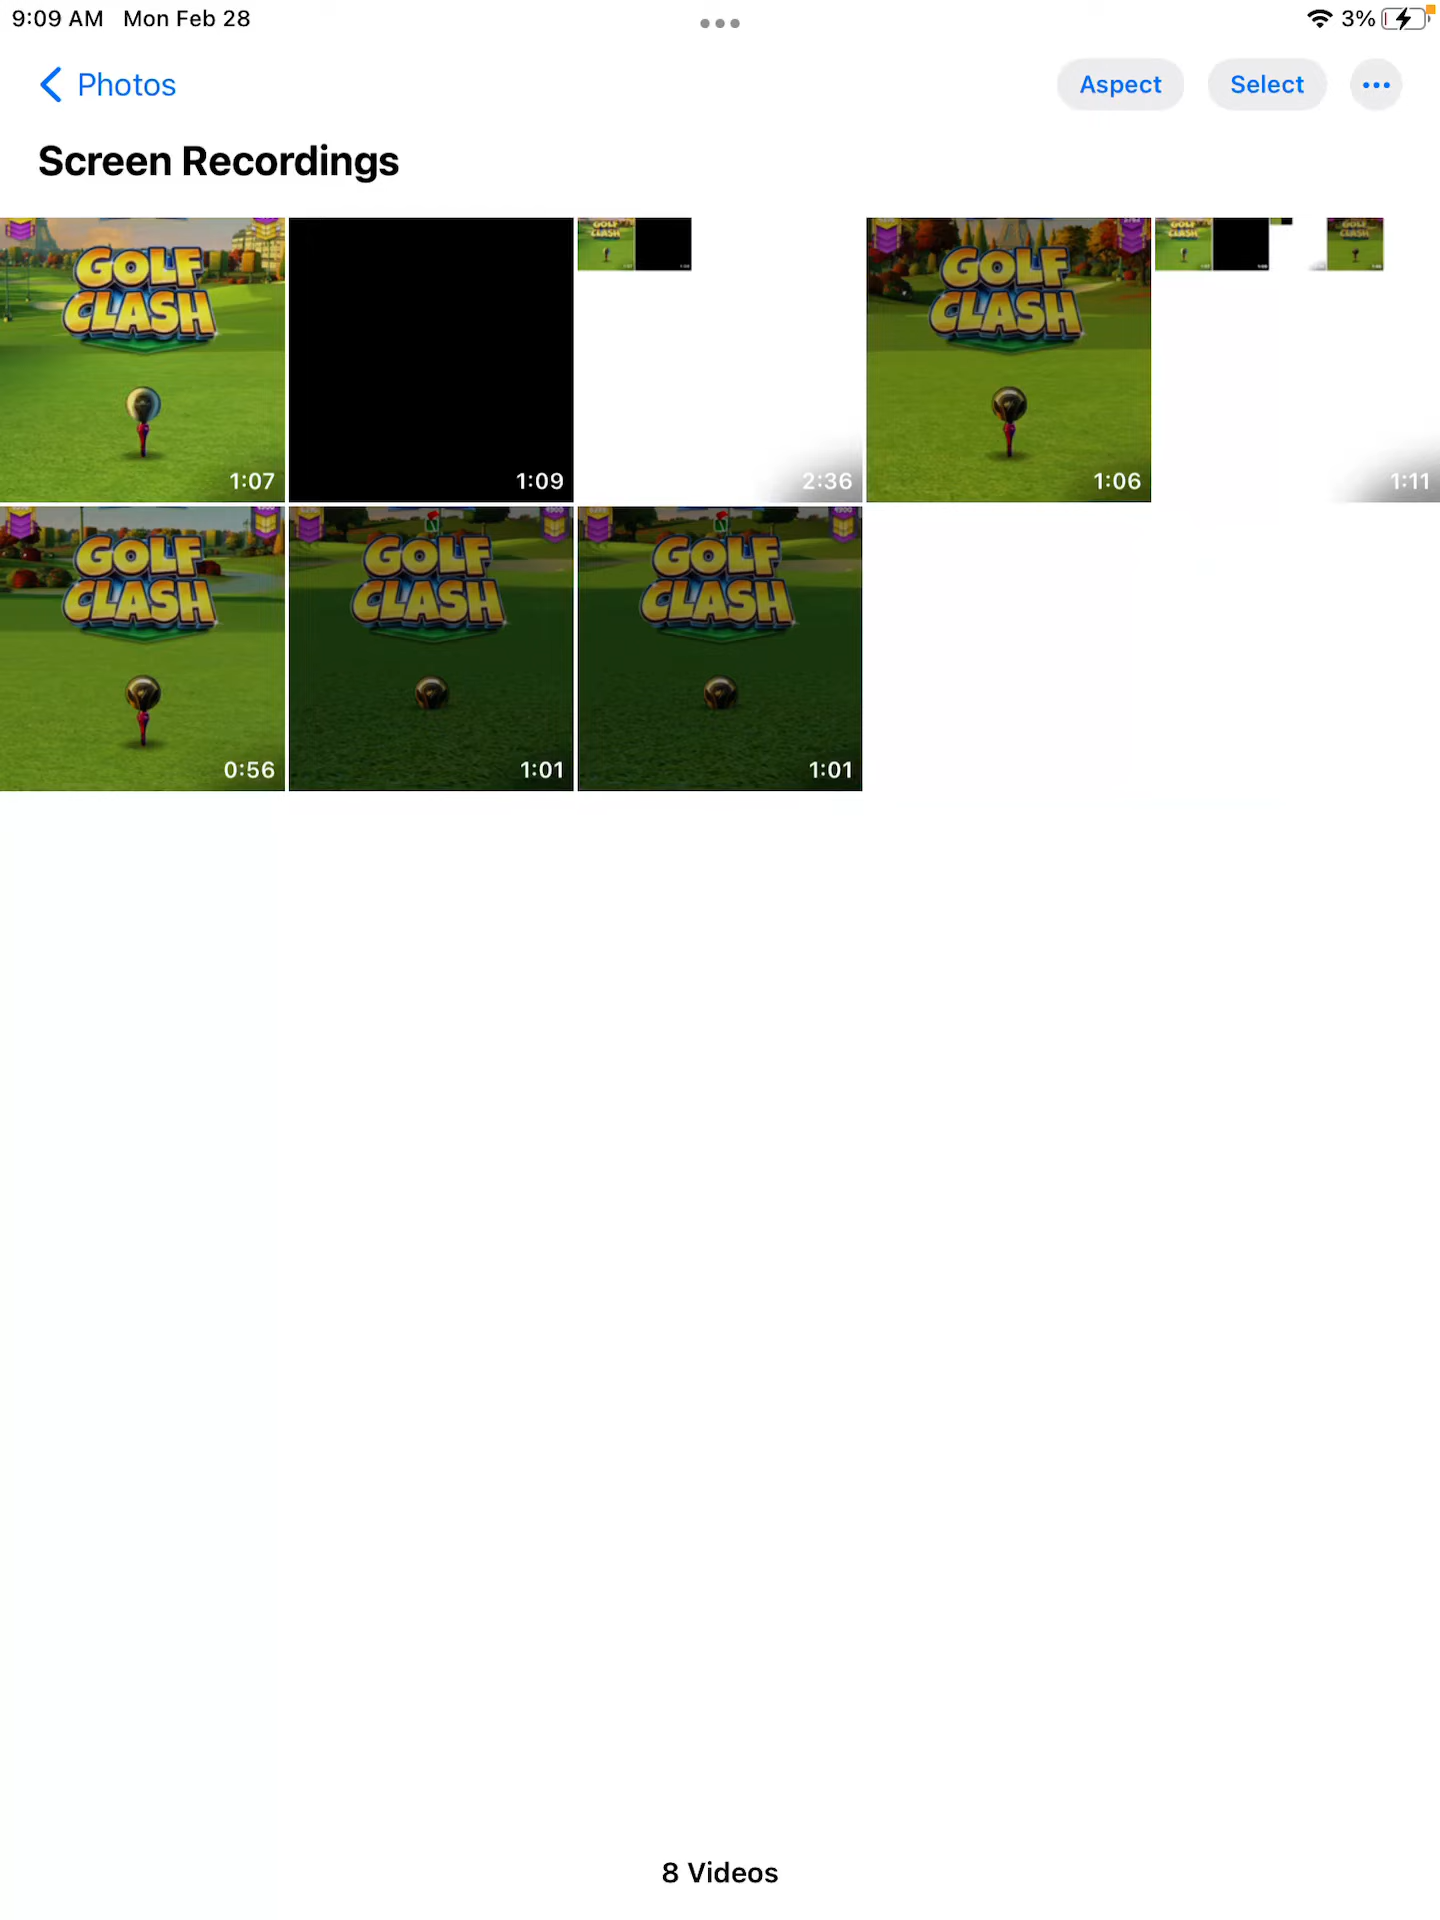 9:09 AM Mon Feb 28
3%
Photos
Aspect
Select
Screen Recordings
GOLF
CLASH
1:07
1:09
2:36
GOLF
CLASH
1:06
1:11
GOLF
CLASH
0:56
GOLF
CLASH
1:01
GOLF
CLASH
1:01
8 Videos